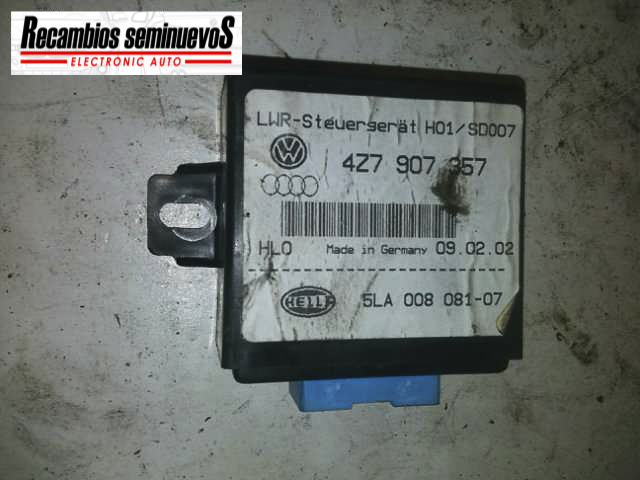 Recambios seminuevoS
ELECTRONIC AUTO
LWR-Steuergerät H01/SD007
4Z7 907 357
HLO Made in Germany 09.02.02
HELLA
5LA 008 081-07